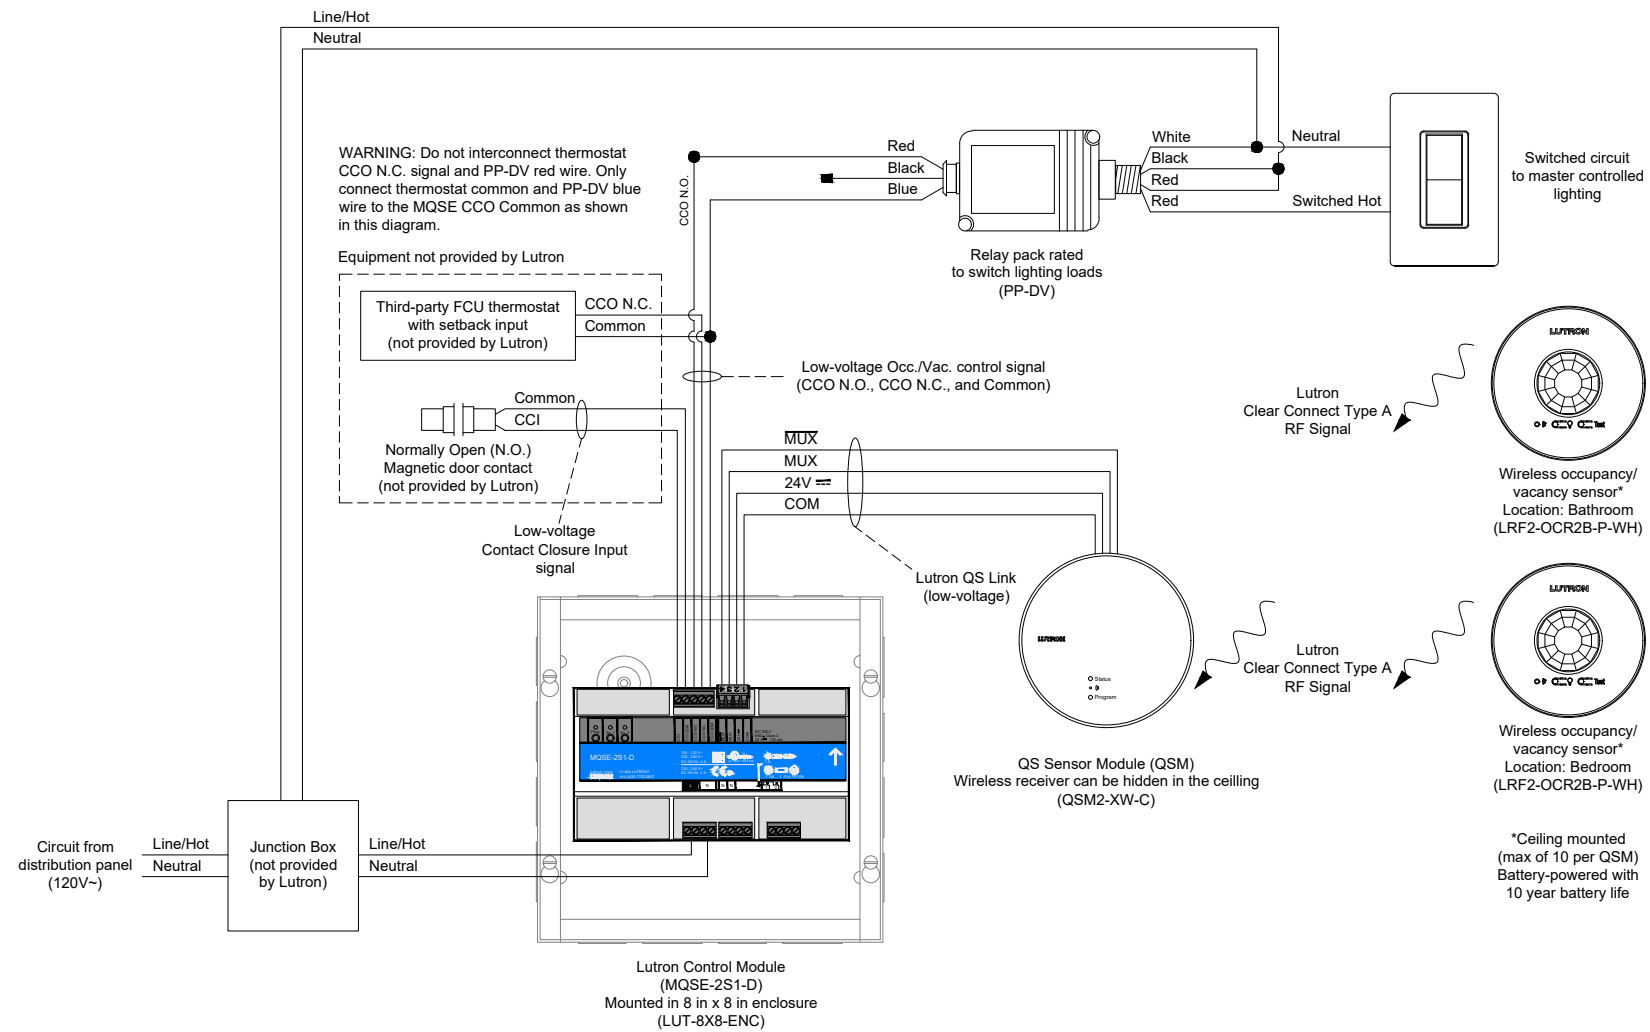 Line/Hot
Neutral
WARNING: Do not interconnect thermostat
CCO N.C. signal and PP-DV red wire. Only
connect thermostat common and PP-DV blue
wire to the MQSE CCO Common as shown
in this diagram.
CCO N.O.
Red
Black
Blue
White
Black
Red
Red
Neutral
Switched Hot
Switched circuit
to master controlled
lighting
Relay pack rated
to switch lighting loads
(PP-DV)
Equipment not provided by Lutron
Third-party FCU thermostat
with setback input
(not provided by Lutron)
CCO N.C.
Common
Low-voltage Occ./Vac. control signal
(CCO N.O., CCO N.C., and Common)
Common
CCI
Normally Open (N.O.)
Magnetic door contact
(not provided by Lutron)
Low-voltage
Contact Closure Input
signal
MUX
MUX
24V
COM
Lutron QS Link
(low-voltage)
LUTRON
Test
Lutron
Clear Connect Type A
RF Signal
Wireless occupancy/
vacancy sensor*
Location: Bathroom
(LRF2-OCR2B-P-WH)
LUTRON
Status
Program
QS Sensor Module (QSM)
Wireless receiver can be hidden in the ceilling
(QSM2-XW-C)
Lutron
Clear Connect Type A
RF Signal
LUTRON
Test
Wireless occupancy/
vacancy sensor*
Location: Bedroom
(LRF2-OCR2B-P-WH)
*Ceiling mounted
(max of 10 per QSM)
Battery-powered with
10 year battery life
4 3 2 1
MQSE-2S1-D
Circuit from
distribution panel
(120V~)
Line/Hot
Neutral
Junction Box
(not provided
by Lutron)
Line/Hot
Neutral
Lutron Control Module
(MQSE-2S1-D)
Mounted in 8 in x 8 in enclosure
(LUT-8X8-ENC)